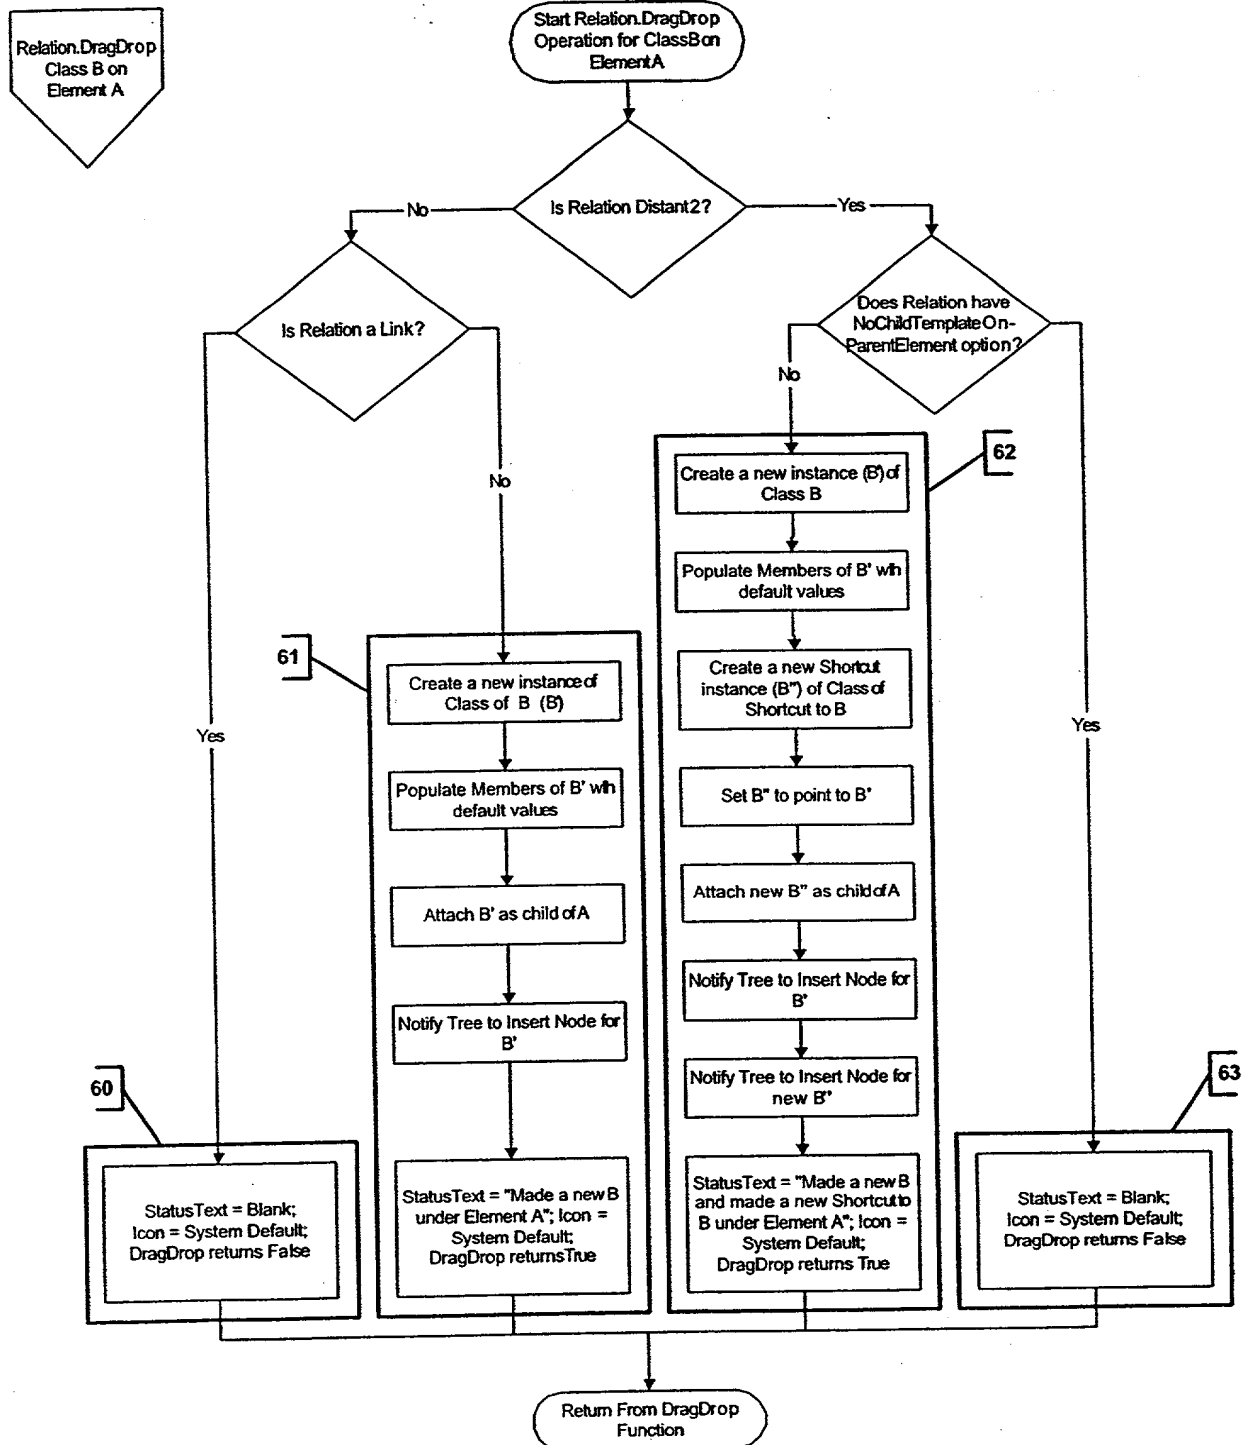 Relation.DragDrop
Class B on
Element A
Start Relation.DragDrop
Operation for Class B on
Element A
Is Relation Distant2?
No
Yes
Is Relation a Link?
Does Relation have
NoChildTemplateOn-
ParentElement option?
No
No
Yes
Yes
62
Create a new instance (B') of
Class B
Populate Members of B' wih
default values
Create a new Shortcut
instance (B'') of Class of
Shortcut to B
Set B'' to point to B'
Attach new B'' as child of A
Notify Tree to Insert Node for
B'
Notify Tree to Insert Node for
new B''
StatusText = "Made a new B
and made a new Shortcut to
B under Element A"; Icon =
System Default;
DragDrop returns True
61
Create a new instance of
Class of B (B')
Populate Members of B' wih
default values
Attach B' as child of A
Notify Tree to Insert Node for
B'
StatusText = "Made a new B
under Element A"; Icon =
System Default;
DragDrop returns True
60
StatusText = Blank;
Icon = System Default;
DragDrop returns False
63
StatusText = Blank;
Icon = System Default;
DragDrop returns False
Return From DragDrop
Function